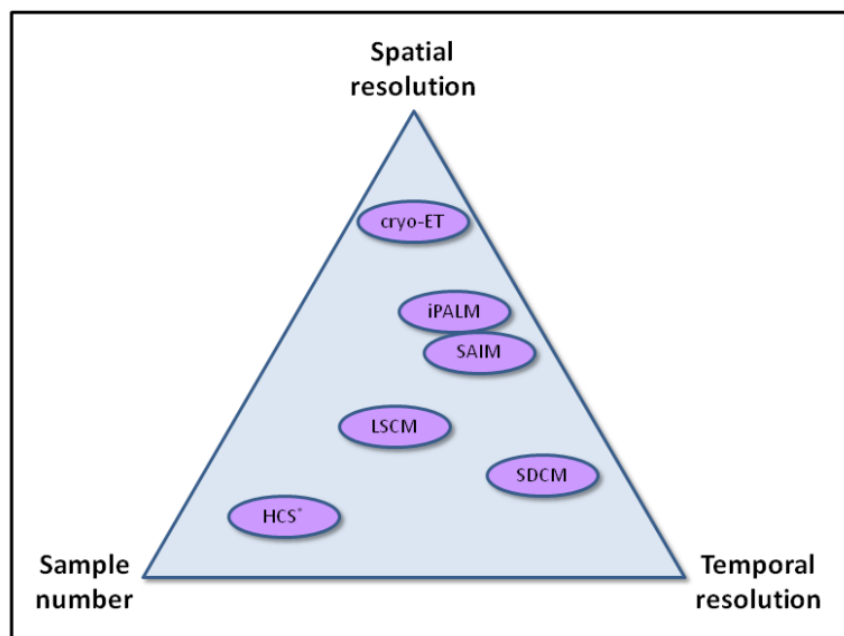 Spatial
resolution
cryo-ET
iPALM
SAIM
LSCM
SDCM
HCS*
Sample
number
Temporal
resolution